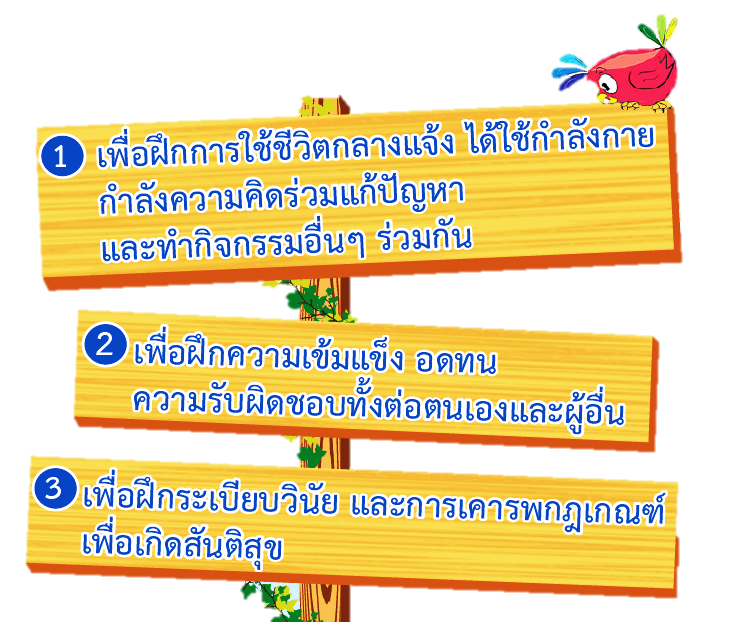 1 เพื่อฝึกการใช้ชีวิตกลางแจ้ง ได้ใช้กำลังกาย
กำลังความคิดร่วมแก้ปัญหา
และทำกิจกรรมอื่นๆ ร่วมกัน
2 เพื่อฝึกความเข้มแข็ง อดทน
ความรับผิดชอบทั้งต่อตนเองและผู้อื่น
3 เพื่อฝึกระเบียบวินัย และการเคารพกฎเกณฑ์
เพื่อเกิดสันติสุข